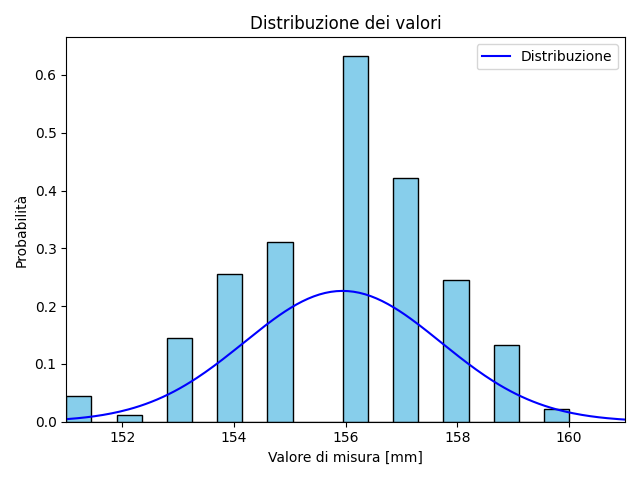 Distribuzione dei valori
Distribuzione
Probabilità
0.6
0.5
0.4
0.3
0.2
0.1
0.0
152 154 156 158 160
Valore di misura [mm]